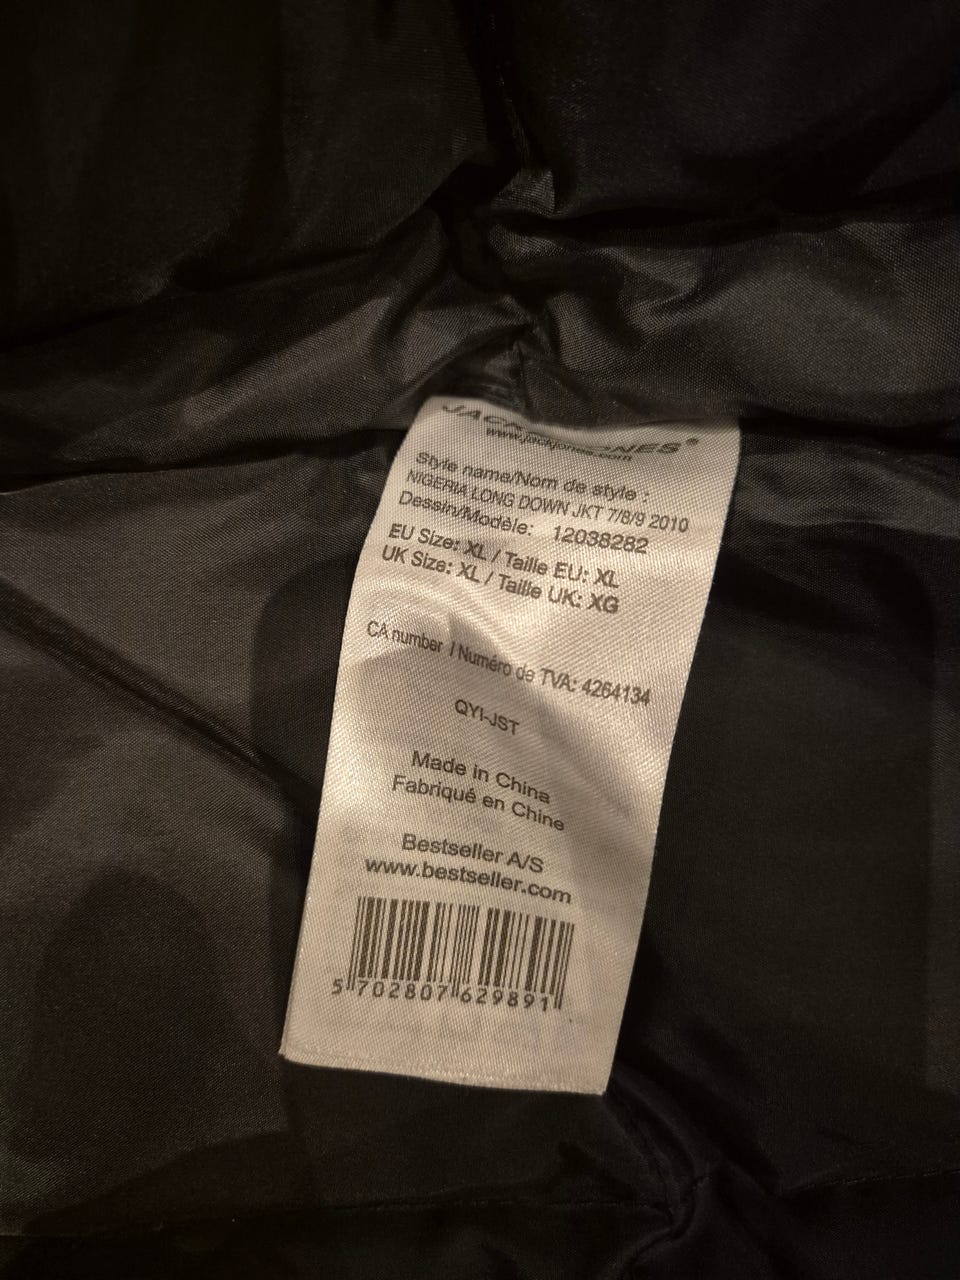 JACK JONES®
www.jackjones.com
Style name/Nom de style :
NIGERIA LONG DOWN JKT 7/8/9 2010
Dessin/Modèle: 12038282
EU Size: XL / Taille EU: XL
UK Size: XL / Taille UK: XG
CA number / Numéro de TVA: 4264134
QYI-JST
Made in China
Fabriqué en Chine
Bestseller A/S
www.bestseller.com
5 702807 629891